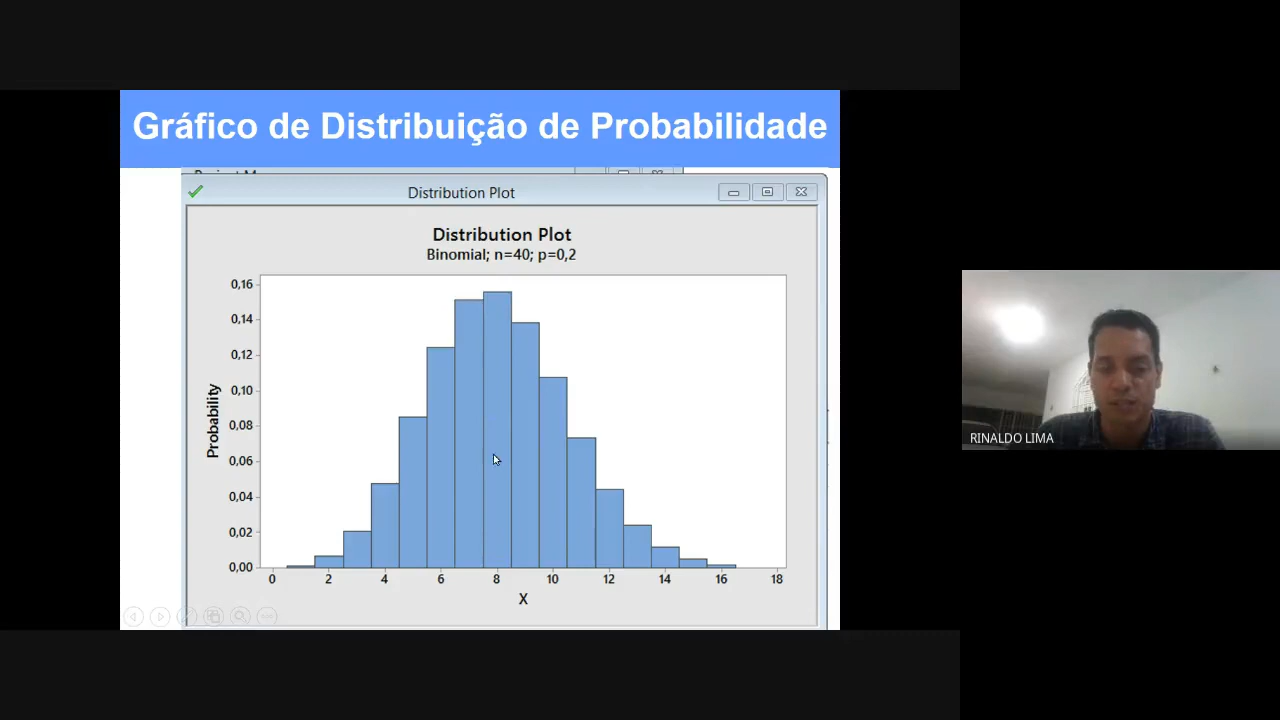 Gráfico de Distribuição de Probabilidade
Distribution Plot
Distribution Plot
Binomial; n=40; p=0,2
0,16
0,14
0,12
0,10
0,08
0,06
0,04
0,02
0,00
Probability
0 2 4 6 8 10 12 14 16 18
X
RINALDO LIMA